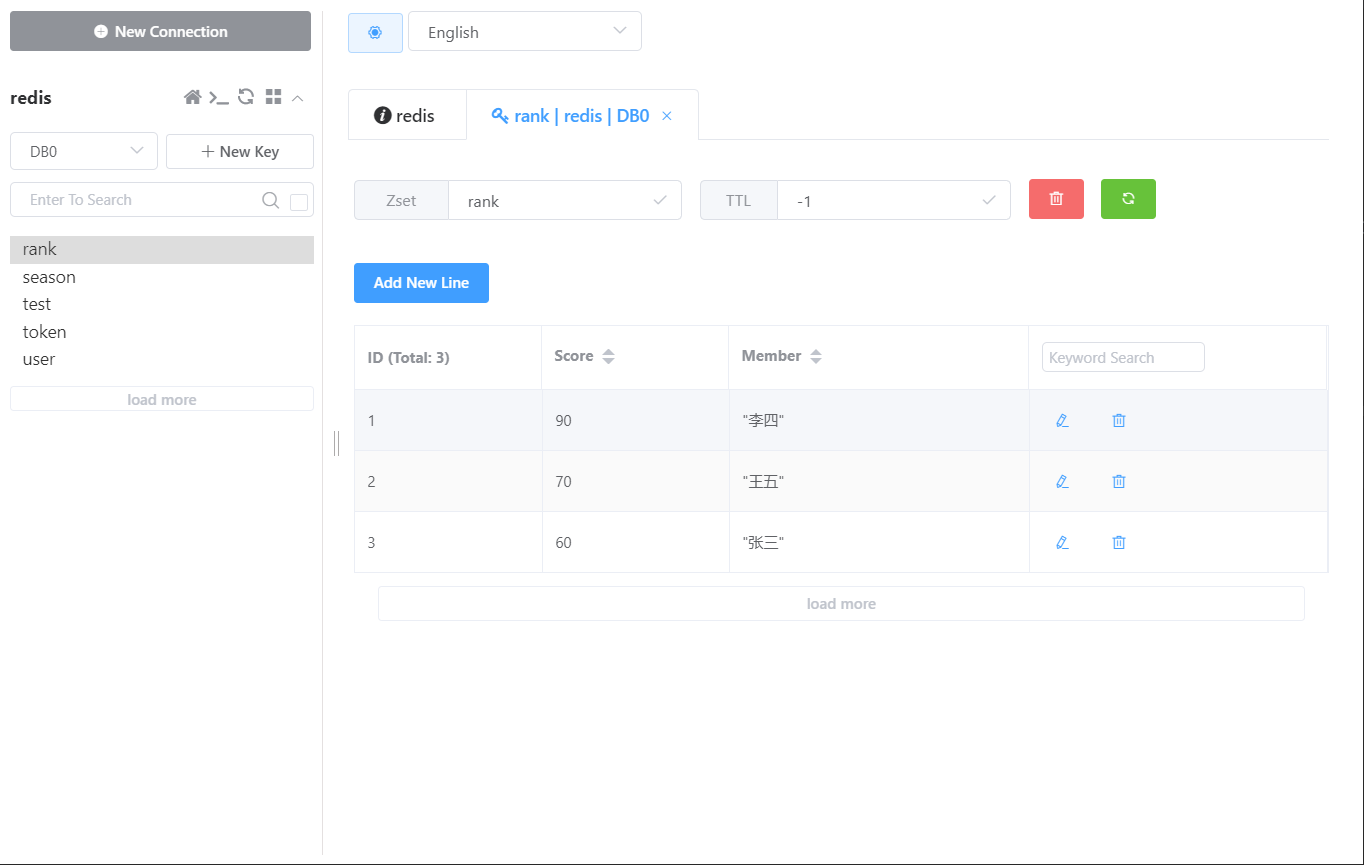 New Connection
English
redis
DB0
New Key
Enter To Search
rank
season
test
token
user
load more
redis
rank | redis | DB0
Zset
rank
TTL
-1
Add New Line
ID (Total: 3) Score Member Keyword Search
1 90 "李四"
2 70 "王五"
3 60 "张三"
load more